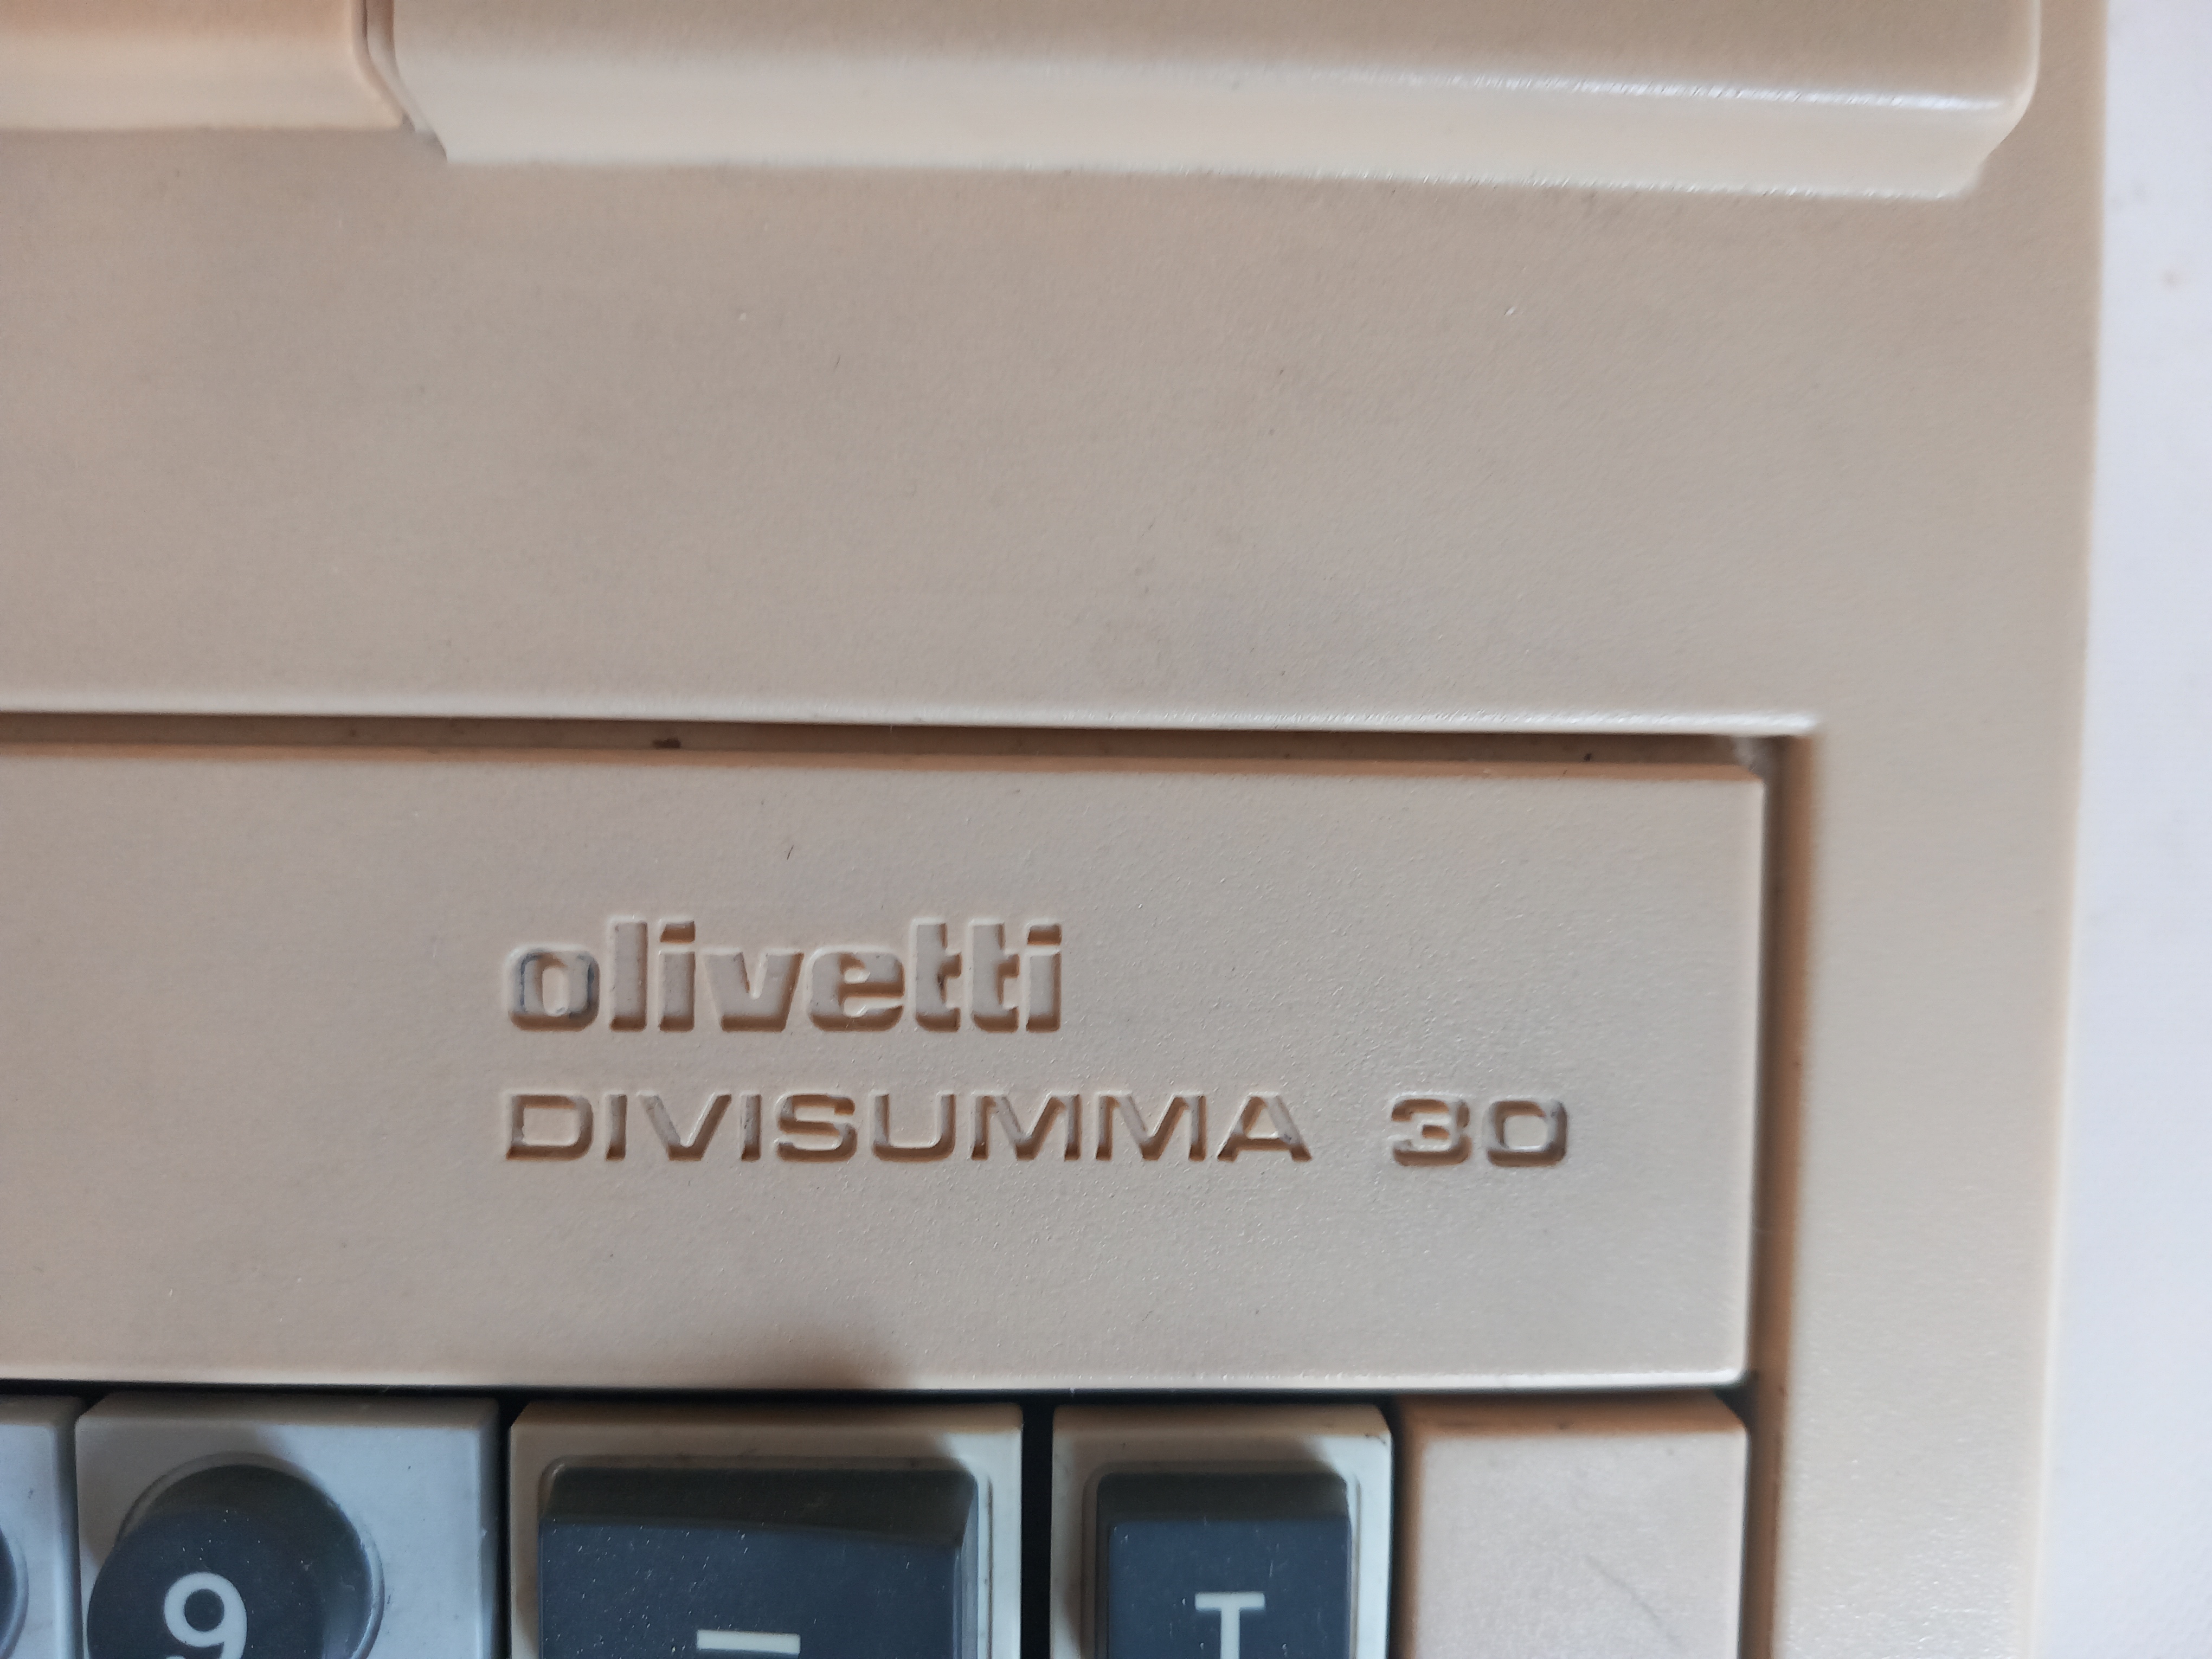 olivetti
DIVISUMMA 30
9 – T